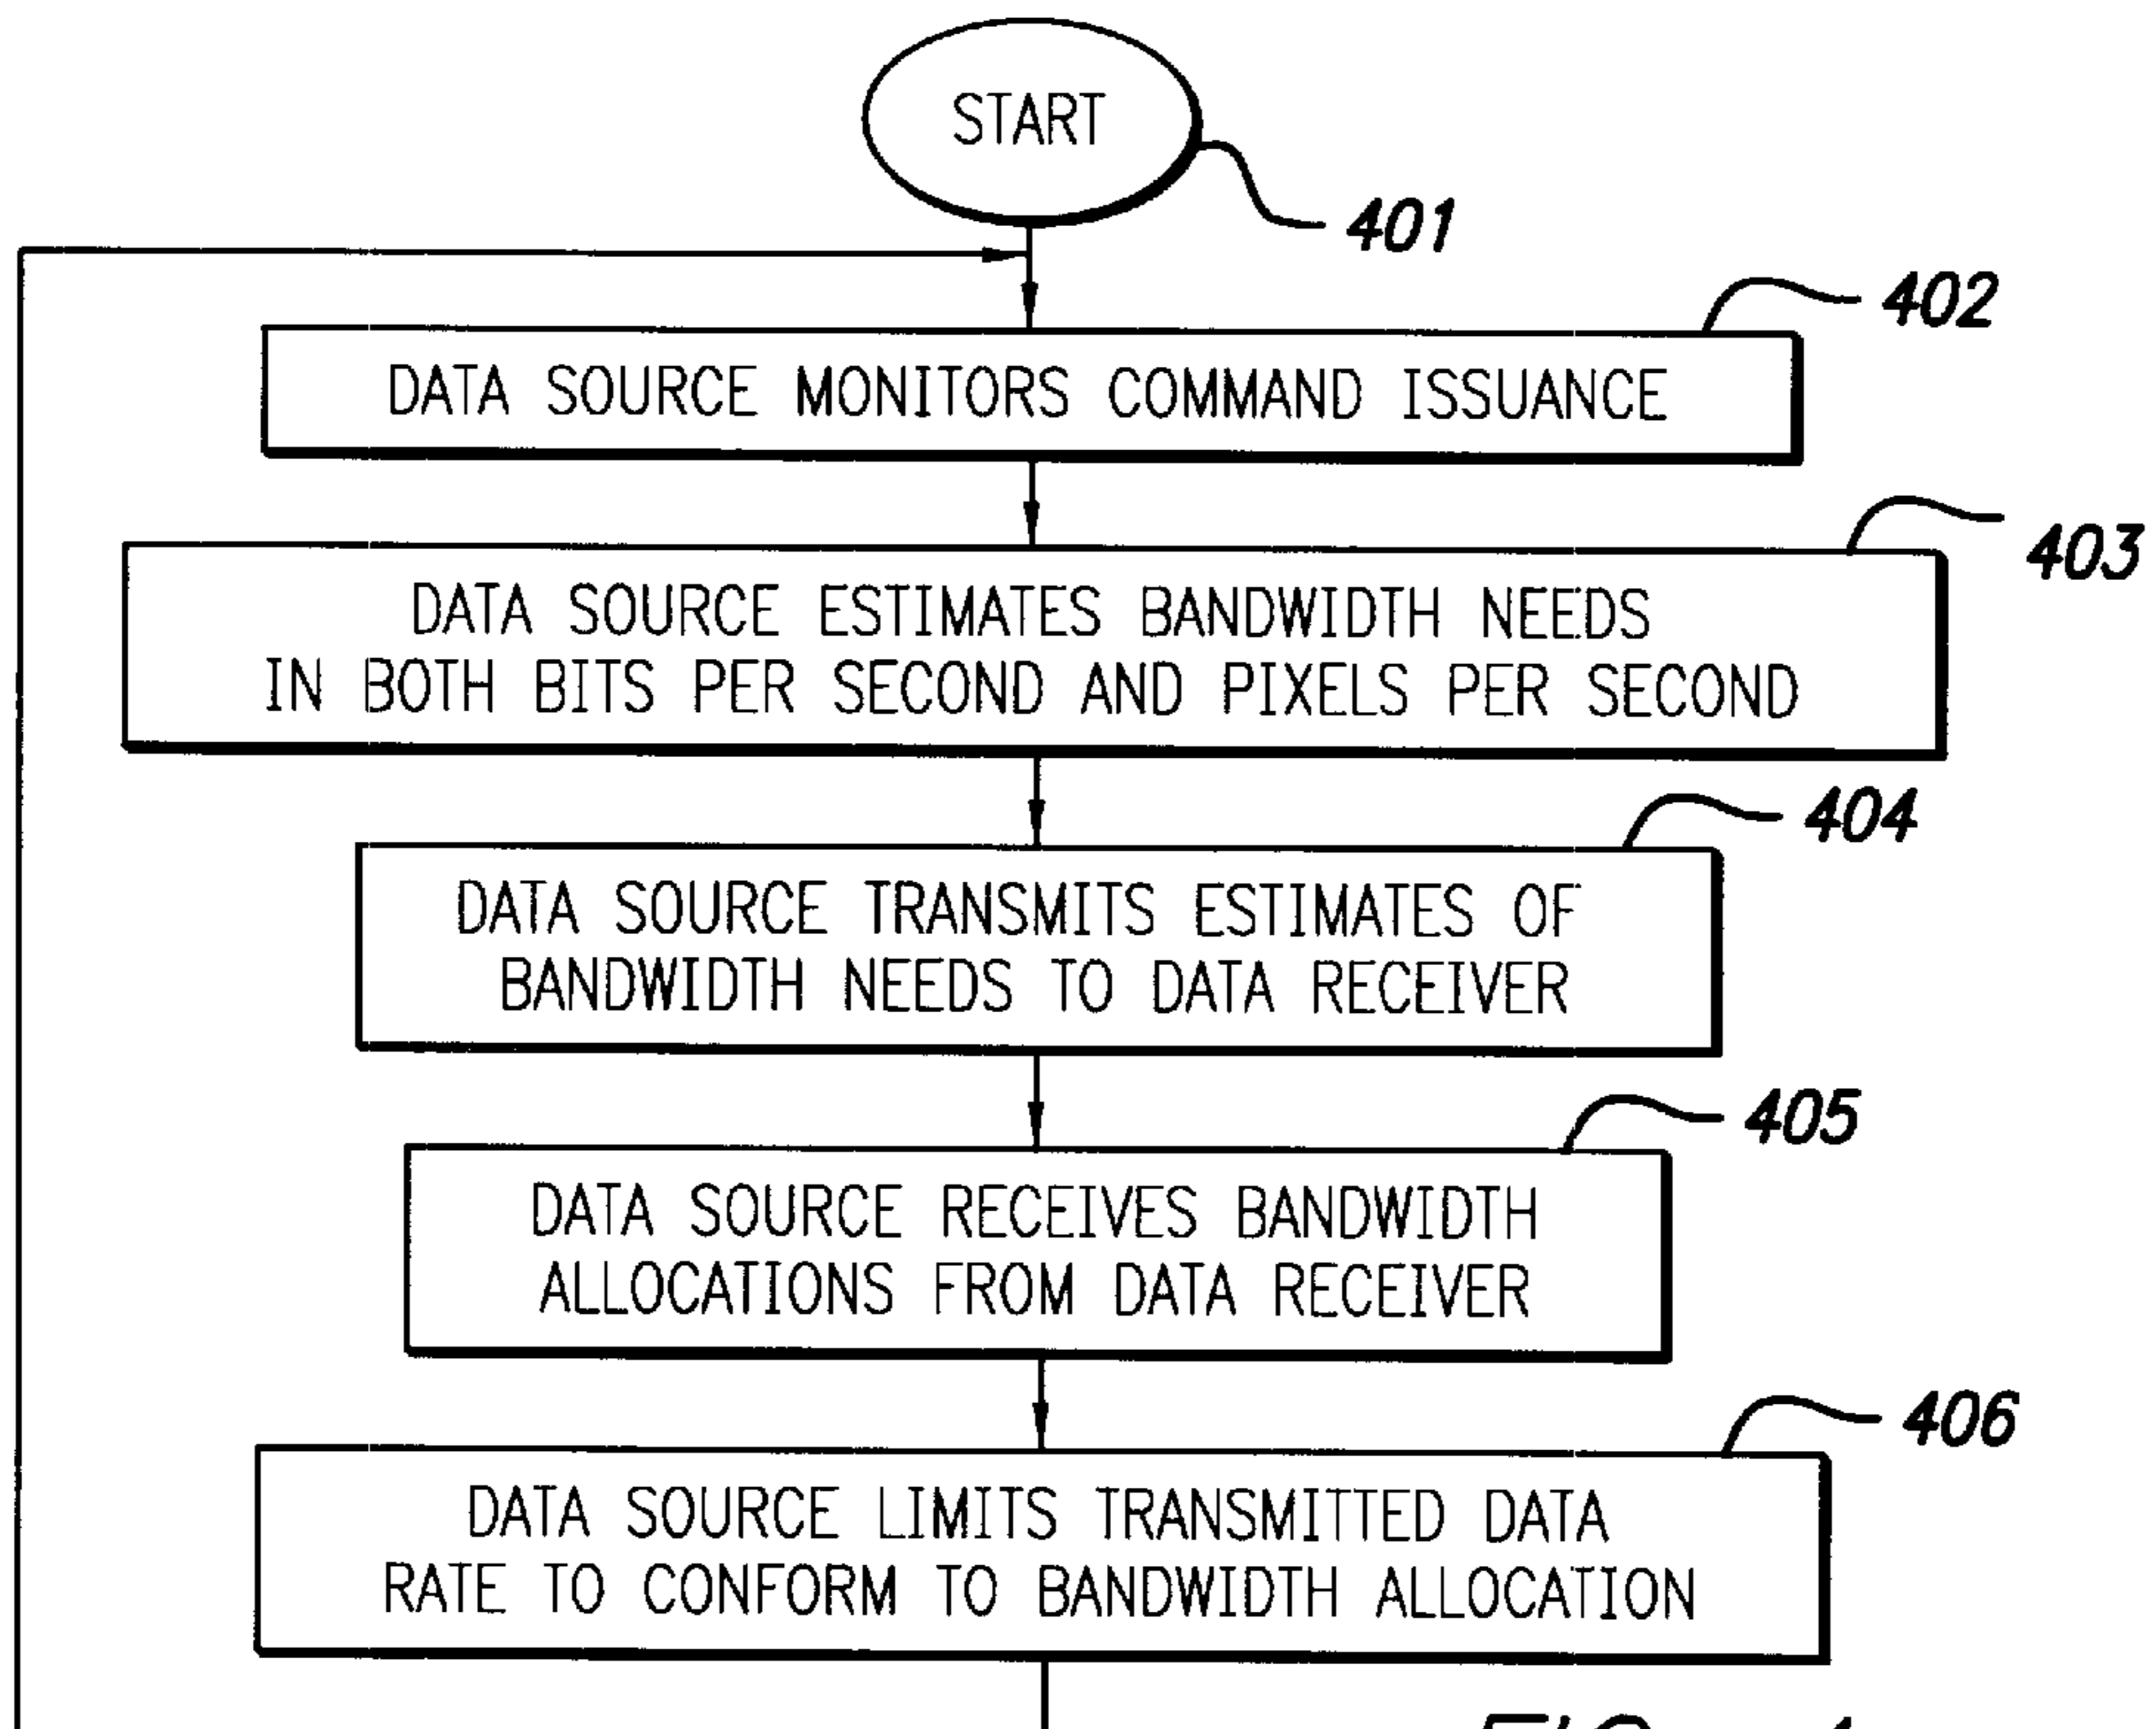 START
401
402
DATA SOURCE MONITORS COMMAND ISSUANCE
403
DATA SOURCE ESTIMATES BANDWIDTH NEEDS
IN BOTH BITS PER SECOND AND PIXELS PER SECOND
404
DATA SOURCE TRANSMITS ESTIMATES OF
BANDWIDTH NEEDS TO DATA RECEIVER
405
DATA SOURCE RECEIVES BANDWIDTH
ALLOCATIONS FROM DATA RECEIVER
406
DATA SOURCE LIMITS TRANSMITTED DATA
RATE TO CONFORM TO BANDWIDTH ALLOCATION